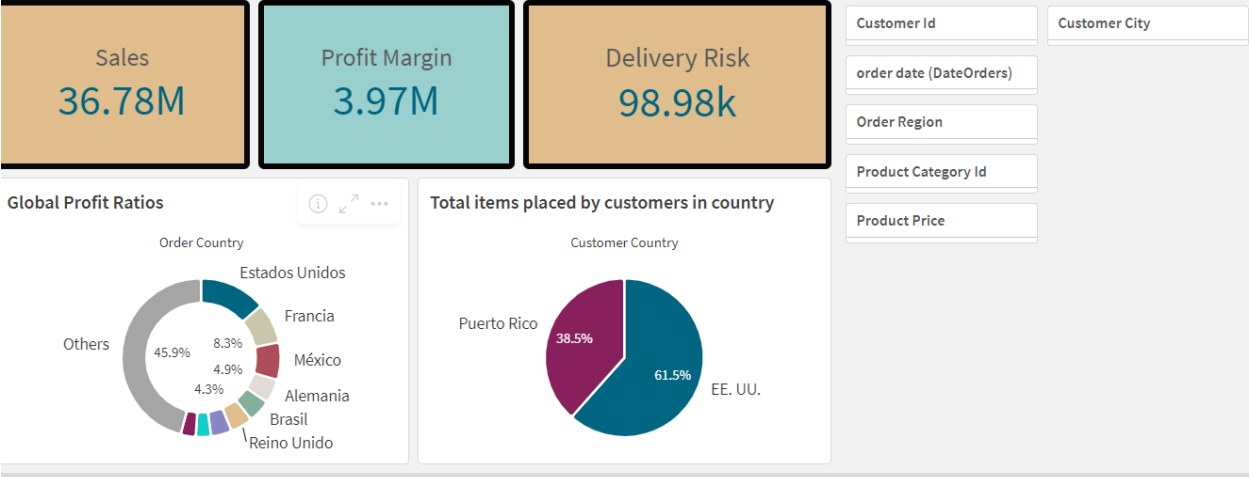 Sales
36.78M
Profit Margin
3.97M
Delivery Risk
98.98k
Customer Id
Customer City
order date (DateOrders)
Order Region
Product Category Id
Product Price
Global Profit Ratios
Order Country
Estados Unidos
Francia
México
Alemania
Brasil
Reino Unido
Others
45.9%
8.3%
4.9%
4.3%
Total items placed by customers in country
Customer Country
Puerto Rico
38.5%
61.5%
EE. UU.